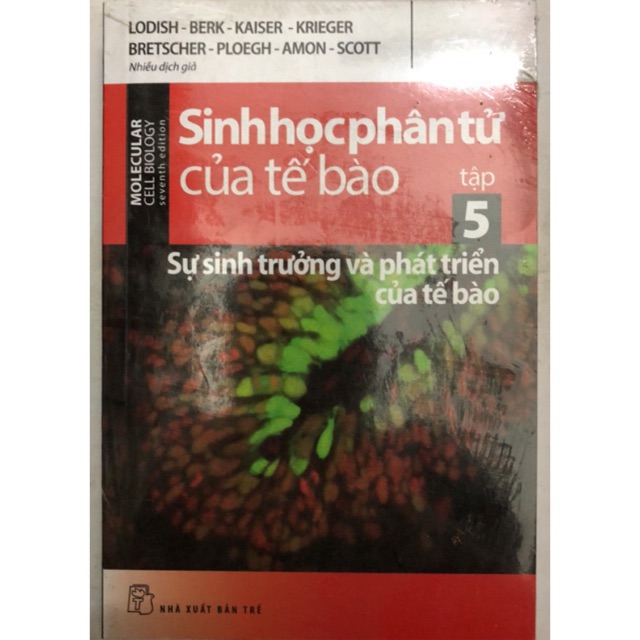 LODISH - BERK - KAISER - KRIEGER
BRETSCHER - PLOEGH - AMON - SCOTT
Nhiều dịch giả
MOLECULAR
CELL BIOLOGY
seventh edition
Sinh học phân tử
của tế bào
tập
5
Sự sinh trưởng và phát triển
của tế bào
NHÀ XUẤT BẢN TRẺ